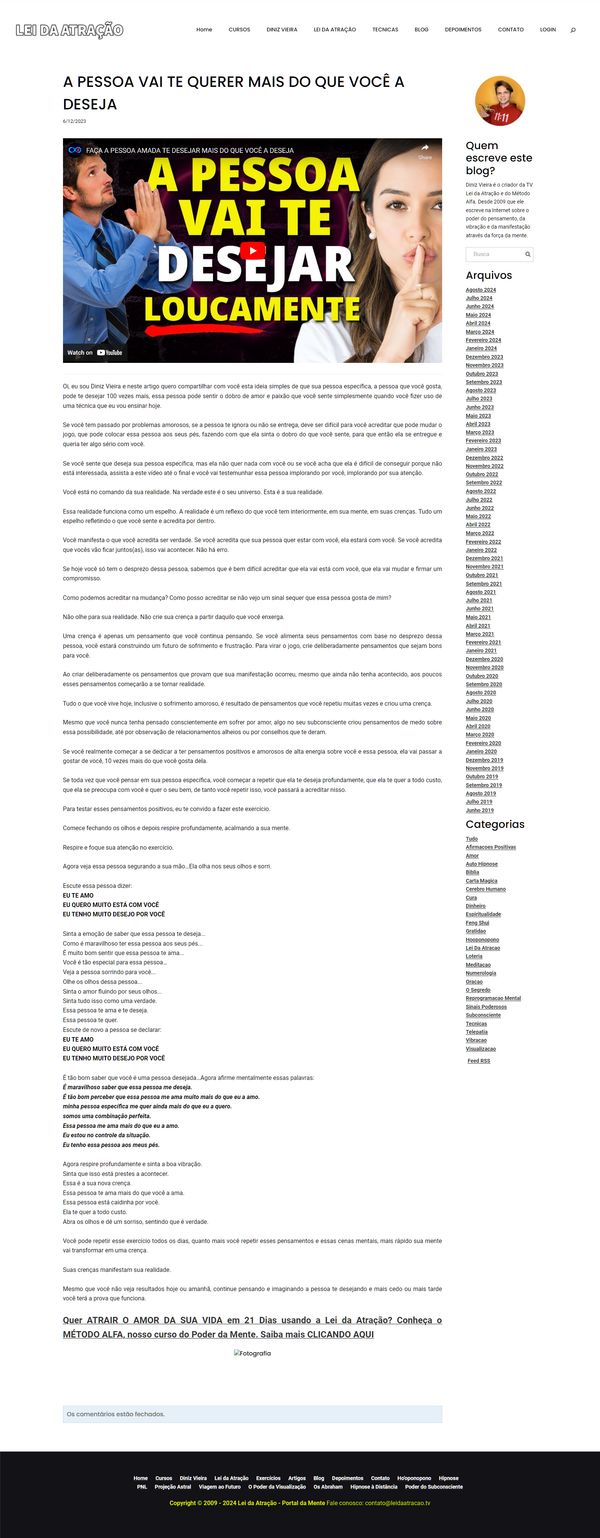 LEI DA ATRAÇÃO
Home CURSOS DINIZ VIEIRA LEI DA ATRAÇÃO TECNICAS BLOG DEPOIMENTOS CONTATO LOGIN
A PESSOA VAI TE QUERER MAIS DO QUE VOCÊ A
DESEJA
6/12/2023
FAÇA A PESSOA AMADA TE DESEJAR MAIS DO QUE VOCÊ A DESEJA
Share
A PESSOA
VAI TE
DESEJAR
LOUCAMENTE
Watch on YouTube
Oi, eu sou Diniz Vieira e neste artigo quero compartilhar com você esta ideia simples de que sua pessoa específica, a pessoa que você gosta,
pode te desejar 100 vezes mais, essa pessoa pode sentir o dobro de amor e paixão que você sente simplesmente quando você fizer uso de
uma técnica que eu vou ensinar hoje.
Se você tem passado por problemas amorosos, se a pessoa te ignora ou não se entrega, deve ser difícil para você acreditar que pode mudar o
jogo, que pode colocar essa pessoa aos seus pés, fazendo com que ela sinta o dobro do que você sente, para que então ela se entregue e
queria ter algo sério com você.
Se você sente que deseja sua pessoa específica, mas ela não quer nada com você ou se você acha que ela é difícil de conseguir porque não
está interessada, assista a este vídeo até o final e você vai testemunhar essa pessoa implorando por você, implorando por sua atenção.
Você está no comando da sua realidade. Na verdade este é o seu universo. Esta é a sua realidade.
Essa realidade funciona como um espelho. A realidade é um reflexo do que você tem interiormente, em sua mente, em suas crenças. Tudo um
espelho refletindo o que você sente e acredita por dentro.
Você manifesta o que você acredita ser verdade. Se você acredita que sua pessoa quer estar com você, ela estará com você. Se você acredita
que vocês vão ficar juntos(as), isso vai acontecer. Não há erro.
Se hoje você só tem o desprezo dessa pessoa, sabemos que é bem difícil acreditar que ela vai está com você, que ela vai mudar e firmar um
compromisso.
Como podemos acreditar na mudança? Como posso acreditar se não vejo um sinal sequer que essa pessoa gosta de mim?
Não olhe para sua realidade. Não crie sua crença a partir daquilo que você enxerga.
Uma crença é apenas um pensamento que você continua pensando. Se você alimenta seus pensamentos com base no desprezo dessa
pessoa, você estará construindo um futuro de sofrimento e frustração. Para virar o jogo, crie deliberadamente pensamentos que sejam bons
para você.
Ao criar deliberadamente os pensamentos que provam que sua manifestação ocorreu, mesmo que ainda não tenha acontecido, aos poucos
esses pensamentos começarão a se tornar realidade.
Tudo o que você vive hoje, inclusive o sofrimento amoroso, é resultado de pensamentos que você repetiu muitas vezes e criou uma crença.
Mesmo que você nunca tenha pensado conscientemente em sofrer por amor, algo no seu subconsciente criou pensamentos de medo sobre
essa possibilidade, até por observação de relacionamentos alheios ou por conselhos que te deram.
Se você realmente começar a se dedicar a ter pensamentos positivos e amorosos de alta energia sobre você e essa pessoa, ela vai passar a
gostar de você, 10 vezes mais do que você gosta dela.
Se toda vez que você pensar em sua pessoa específica, você começar a repetir que ela te deseja profundamente, que ela te quer a todo custo,
que ela se preocupa com você e quer o seu bem, de tanto você repetir isso, você passará a acreditar nisso.
Para testar esses pensamentos positivos, eu te convido a fazer este exercício.
Comece fechando os olhos e depois respire profundamente, acalmando a sua mente.
Respire e foque sua atenção no exercício.
Agora veja essa pessoa segurando a sua mão...Ela olha nos seus olhos e sorri.
Escute essa pessoa dizer:
EU TE AMO
EU QUERO MUITO ESTÁ COM VOCÊ
EU TENHO MUITO DESEJO POR VOCÊ
Sinta a emoção de saber que essa pessoa te deseja...
Como é maravilhoso ter essa pessoa aos seus pés...
É muito bom sentir que essa pessoa te ama...
Você é tão especial para essa pessoa...
Veja a pessoa sorrindo para você...
Olhe os olhos dessa pessoa...
Sinta o amor fluindo por seus olhos...
Sinta tudo isso como uma verdade.
Essa pessoa te ama e te deseja.
Essa pessoa te quer.
Escute de novo a pessoa se declarar:
EU TE AMO
EU QUERO MUITO ESTÁ COM VOCÊ
EU TENHO MUITO DESEJO POR VOCÊ
É tão bom saber que você é uma pessoa desejada...Agora afirme mentalmente essas palavras:
É maravilhoso saber que essa pessoa me deseja.
É tão bom perceber que essa pessoa me ama muito mais do que eu a amo.
minha pessoa específica me quer ainda mais do que eu a quero.
somos uma combinação perfeita.
Essa pessoa me ama mais do que eu a amo.
Eu estou no controle da situação.
Eu tenho essa pessoa aos meus pés.
Agora respire profundamente e sinta a boa vibração.
Sinta que isso está prestes a acontecer.
Essa é a sua nova crença.
Essa pessoa te ama mais do que você a ama.
Essa pessoa está caidinha por você.
Ela te quer a todo custo.
Abra os olhos e dê um sorriso, sentindo que é verdade.
Você pode repetir esse exercício todos os dias, quanto mais você repetir esses pensamentos e essas cenas mentais, mais rápido sua mente
vai transformar em uma crença.
Suas crenças manifestam sua realidade.
Mesmo que você não veja resultados hoje ou amanhã, continue pensando e imaginando a pessoa te desejando e mais cedo ou mais tarde
você terá a prova que funciona.
Quer ATRAIR O AMOR DA SUA VIDA em 21 Dias usando a Lei da Atração? Conheça o
MÉTODO ALFA, nosso curso do Poder da Mente. Saiba mais CLICANDO AQUI
Fotografia
Os comentários estão fechados.
11:11
Quem
escreve este
blog?
Diniz Vieira é o criador da TV
Lei da Atração e do Método
Alfa. Desde 2009 que ele
escreve na Internet sobre o
poder do pensamento, da
vibração e da manifestação
através da força da mente.
Busca
Arquivos
Agosto 2024
Julho 2024
Junho 2024
Maio 2024
Abril 2024
Março 2024
Fevereiro 2024
Janeiro 2024
Dezembro 2023
Novembro 2023
Outubro 2023
Setembro 2023
Agosto 2023
Julho 2023
Junho 2023
Maio 2023
Abril 2023
Março 2023
Fevereiro 2023
Janeiro 2023
Dezembro 2022
Novembro 2022
Outubro 2022
Setembro 2022
Agosto 2022
Julho 2022
Junho 2022
Maio 2022
Abril 2022
Março 2022
Fevereiro 2022
Janeiro 2022
Dezembro 2021
Novembro 2021
Outubro 2021
Setembro 2021
Agosto 2021
Julho 2021
Junho 2021
Maio 2021
Abril 2021
Março 2021
Fevereiro 2021
Janeiro 2021
Dezembro 2020
Novembro 2020
Outubro 2020
Setembro 2020
Agosto 2020
Julho 2020
Junho 2020
Maio 2020
Abril 2020
Março 2020
Fevereiro 2020
Janeiro 2020
Dezembro 2019
Novembro 2019
Outubro 2019
Setembro 2019
Agosto 2019
Julho 2019
Junho 2019
Categorias
Tudo
Afirmacoes Positivas
Amor
Auto Hipnose
Biblia
Carta Magica
Cerebro Humano
Cura
Dinheiro
Espiritualidade
Feng Shui
Gratidao
Hooponopono
Lei Da Atracao
Loteria
Meditacao
Numerologia
Oracao
O Segredo
Reprogramacao Mental
Sinais Poderosos
Subconsciente
Tecnicas
Telepatia
Vibracao
Visualizacao
Feed RSS
Home Cursos Diniz Vieira Lei da Atração Exercícios Artigos Blog Depoimentos Contato Ho'oponopono Hipnose
PNL Projeção Astral Viagem ao Futuro O Poder da Visualização Os Abraham Hipnose à Distância Poder do Subconsciente
Copyright © 2009 - 2024 Lei da Atração - Portal da Mente Fale conosco: contato@leidaatracao.tv